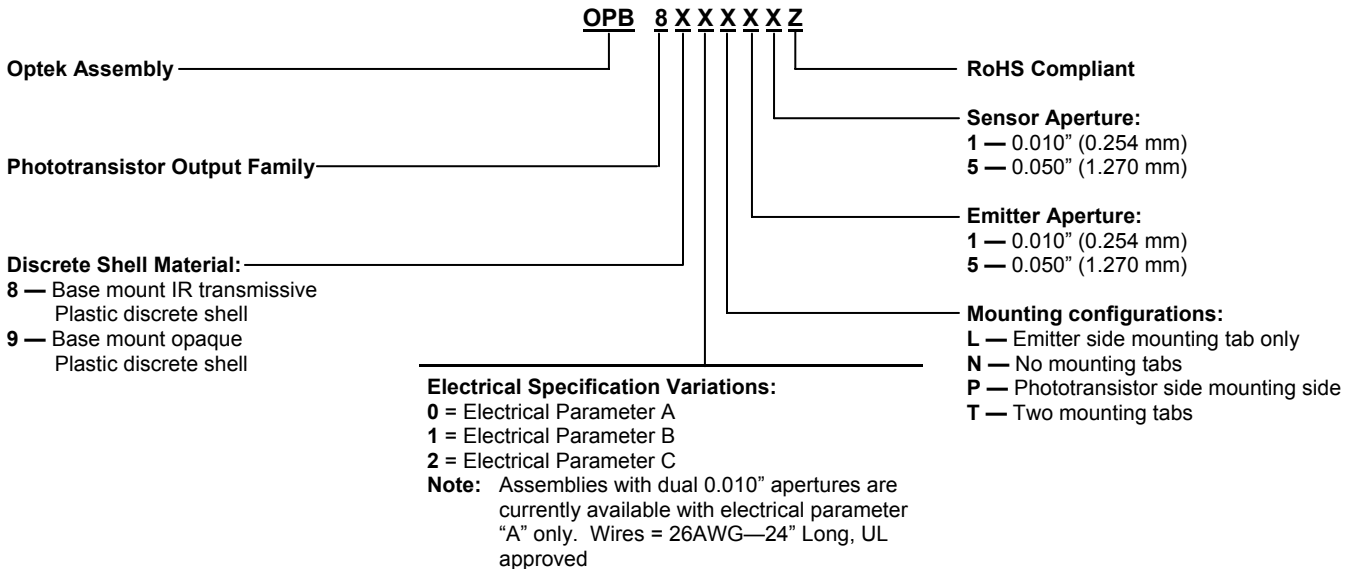 OPB 8 X X X X X Z
Optek Assembly
Phototransistor Output Family
Discrete Shell Material:
8 — Base mount IR transmissive
Plastic discrete shell
9 — Base mount opaque
Plastic discrete shell
Electrical Specification Variations:
0 = Electrical Parameter A
1 = Electrical Parameter B
2 = Electrical Parameter C
Note: Assemblies with dual 0.010” apertures are
currently available with electrical parameter
“A” only. Wires = 26AWG—24” Long, UL
approved
RoHS Compliant
Sensor Aperture:
1 — 0.010” (0.254 mm)
5 — 0.050” (1.270 mm)
Emitter Aperture:
1 — 0.010” (0.254 mm)
5 — 0.050” (1.270 mm)
Mounting configurations:
L — Emitter side mounting tab only
N — No mounting tabs
P — Phototransistor side mounting side
T — Two mounting tabs